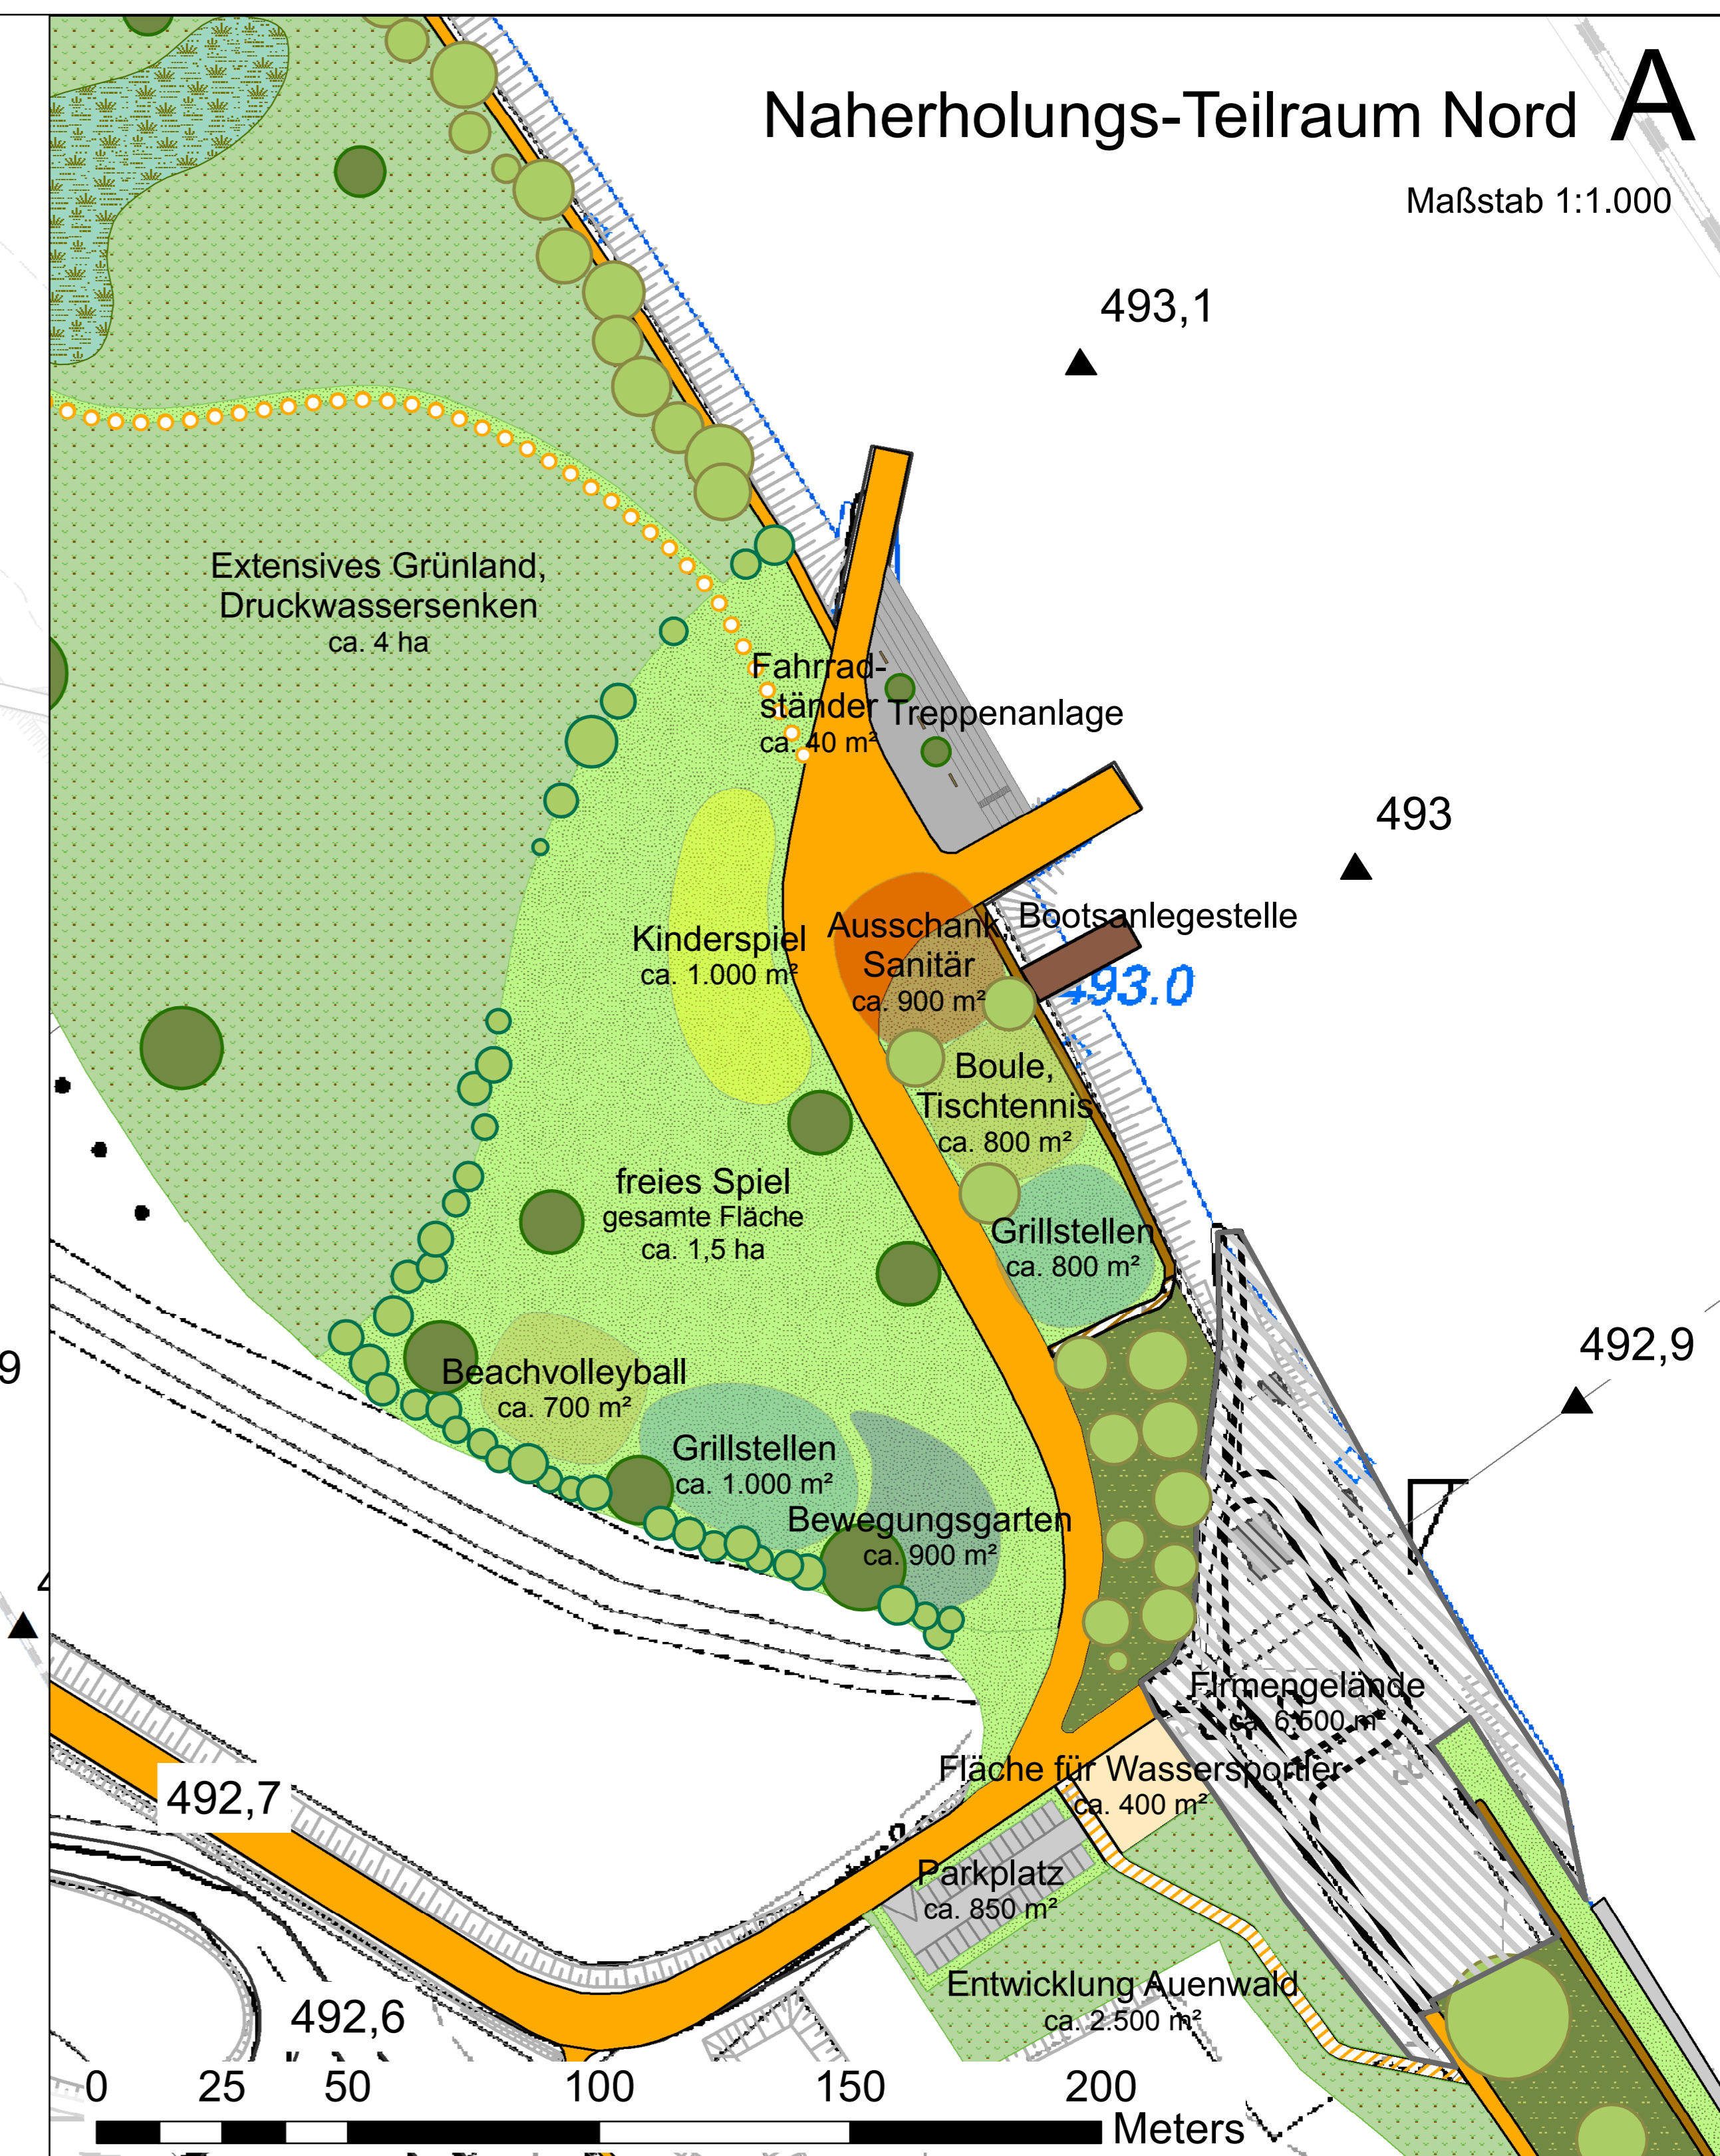 Naherholungs-Teilraum Nord A
Maßstab 1:1.000
493,1
Extensives Grünland,
Druckwassersenken
ca. 4 ha
Fahrrad-
ständer
ca. 40 m²
Treppenanlage
493
Bootsanlegestelle
493.0
Kinderspiel
ca. 1.000 m²
Ausschank,
Sanitär
ca. 900 m²
Boule,
Tischtennis
ca. 800 m²
freies Spiel
gesamte Fläche
ca. 1,5 ha
Grillstellen
ca. 800 m²
492,9
9
Beachvolleyball
ca. 700 m²
Grillstellen
ca. 1.000 m²
Bewegungsgarten
ca. 900 m²
Firmengelände
ca. 6.500 m²
Fläche für Wassersportler
ca. 400 m²
492,7
Parkplatz
ca. 850 m²
Entwicklung Auenwald
ca. 2.500 m²
492,6
0 25 50 100 150 200
Meters